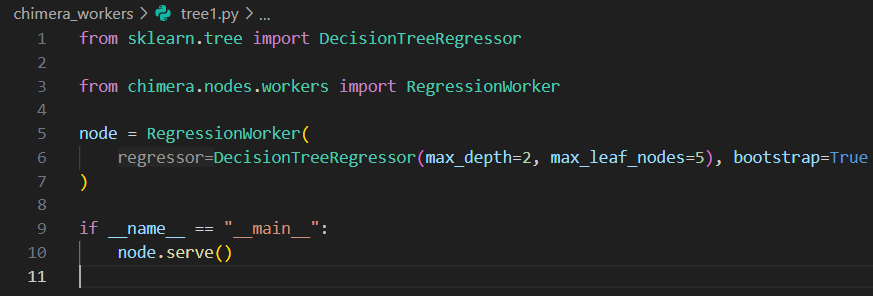 chimera_workers > tree1.py > ...
1 from sklearn.tree import DecisionTreeRegressor
2
3 from chimera.nodes.workers import RegressionWorker
4
5 node = RegressionWorker(
6     regressor=DecisionTreeRegressor(max_depth=2, max_leaf_nodes=5), bootstrap=True
7 )
8
9 if __name__ == "__main__":
10     node.serve()
11